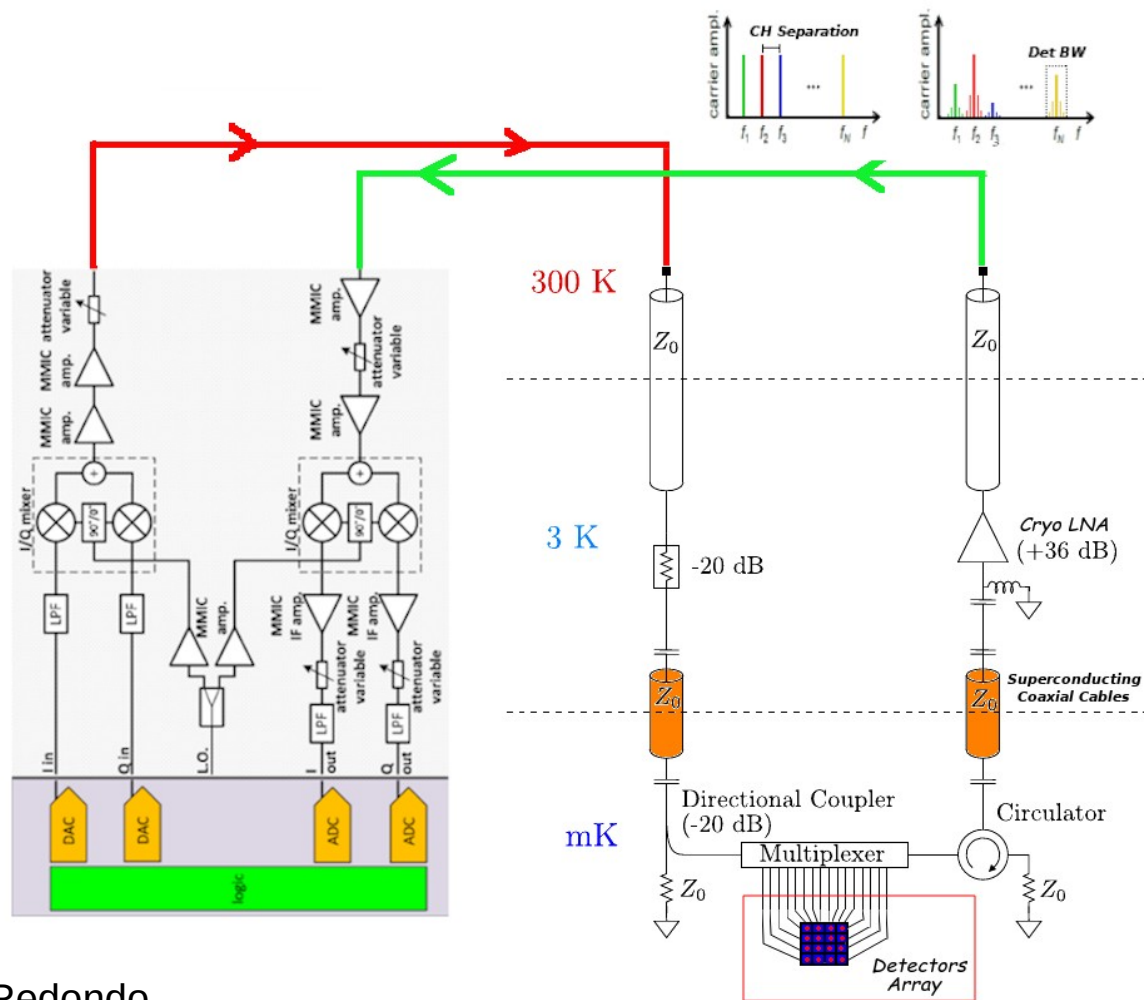 carrier ampl.
CH Separation
...
f1 f2 f3 fN f
carrier ampl.
Det BW
...
f1 f2 f3 fN f
300 K
Z0
Z0
3 K
-20 dB
Cryo LNA
(+36 dB)
Z0
Z0
Superconducting
Coaxial Cables
mK
Directional Coupler
(-20 dB)
Multiplexer
Circulator
Z0
Z0
Detectors
Array
attenuator
variable
MMIC
amp.
MMIC
amp.
I/Q mixer
+
90°/0°
LPF
LPF
MMIC
amp.
attenuator
variable
MMIC
amp.
I/Q mixer
+
90°/0°
MMIC
amp.
MMIC
IF amp.
MMIC
IF amp.
attenuator
variable
attenuator
variable
LPF
LPF
I in
Q in
L.O.
I
out
Q
out
DAC
DAC
ADC
ADC
logic
Redondo